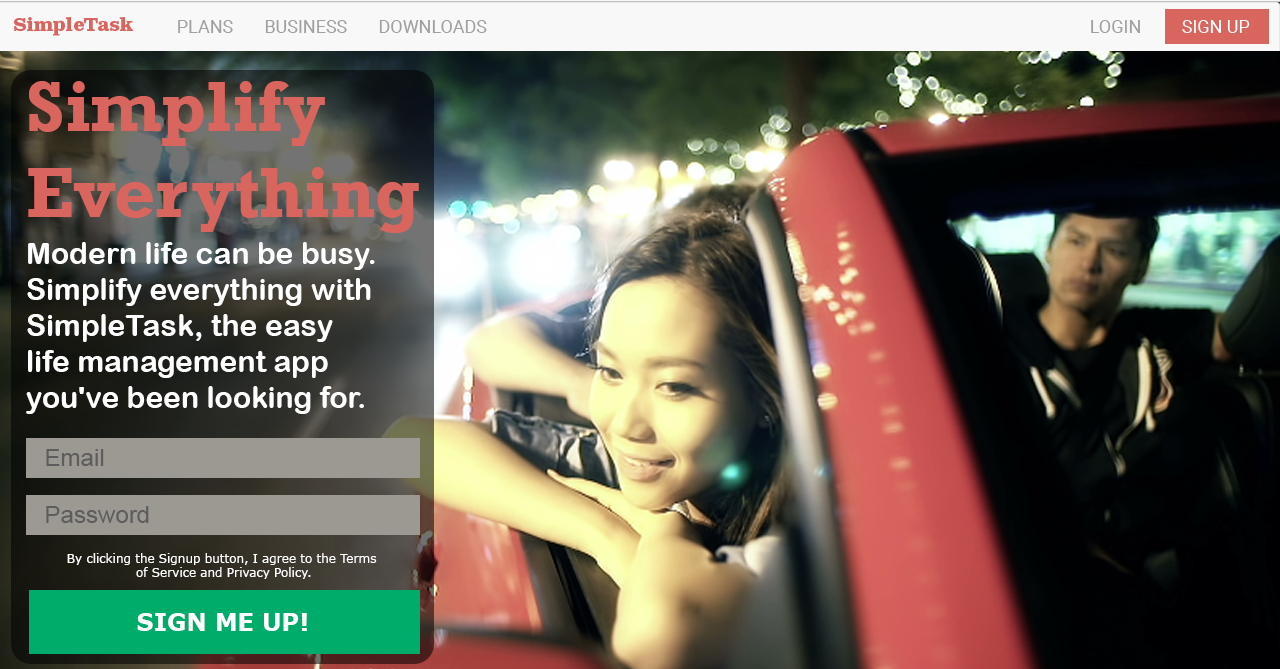 SimpleTask PLANS BUSINESS DOWNLOADS LOGIN SIGN UP
Simplify
Everything
Modern life can be busy.
Simplify everything with
SimpleTask, the easy
life management app
you've been looking for.
Email
Password
By clicking the Signup button, I agree to the Terms
of Service and Privacy Policy.
SIGN ME UP!